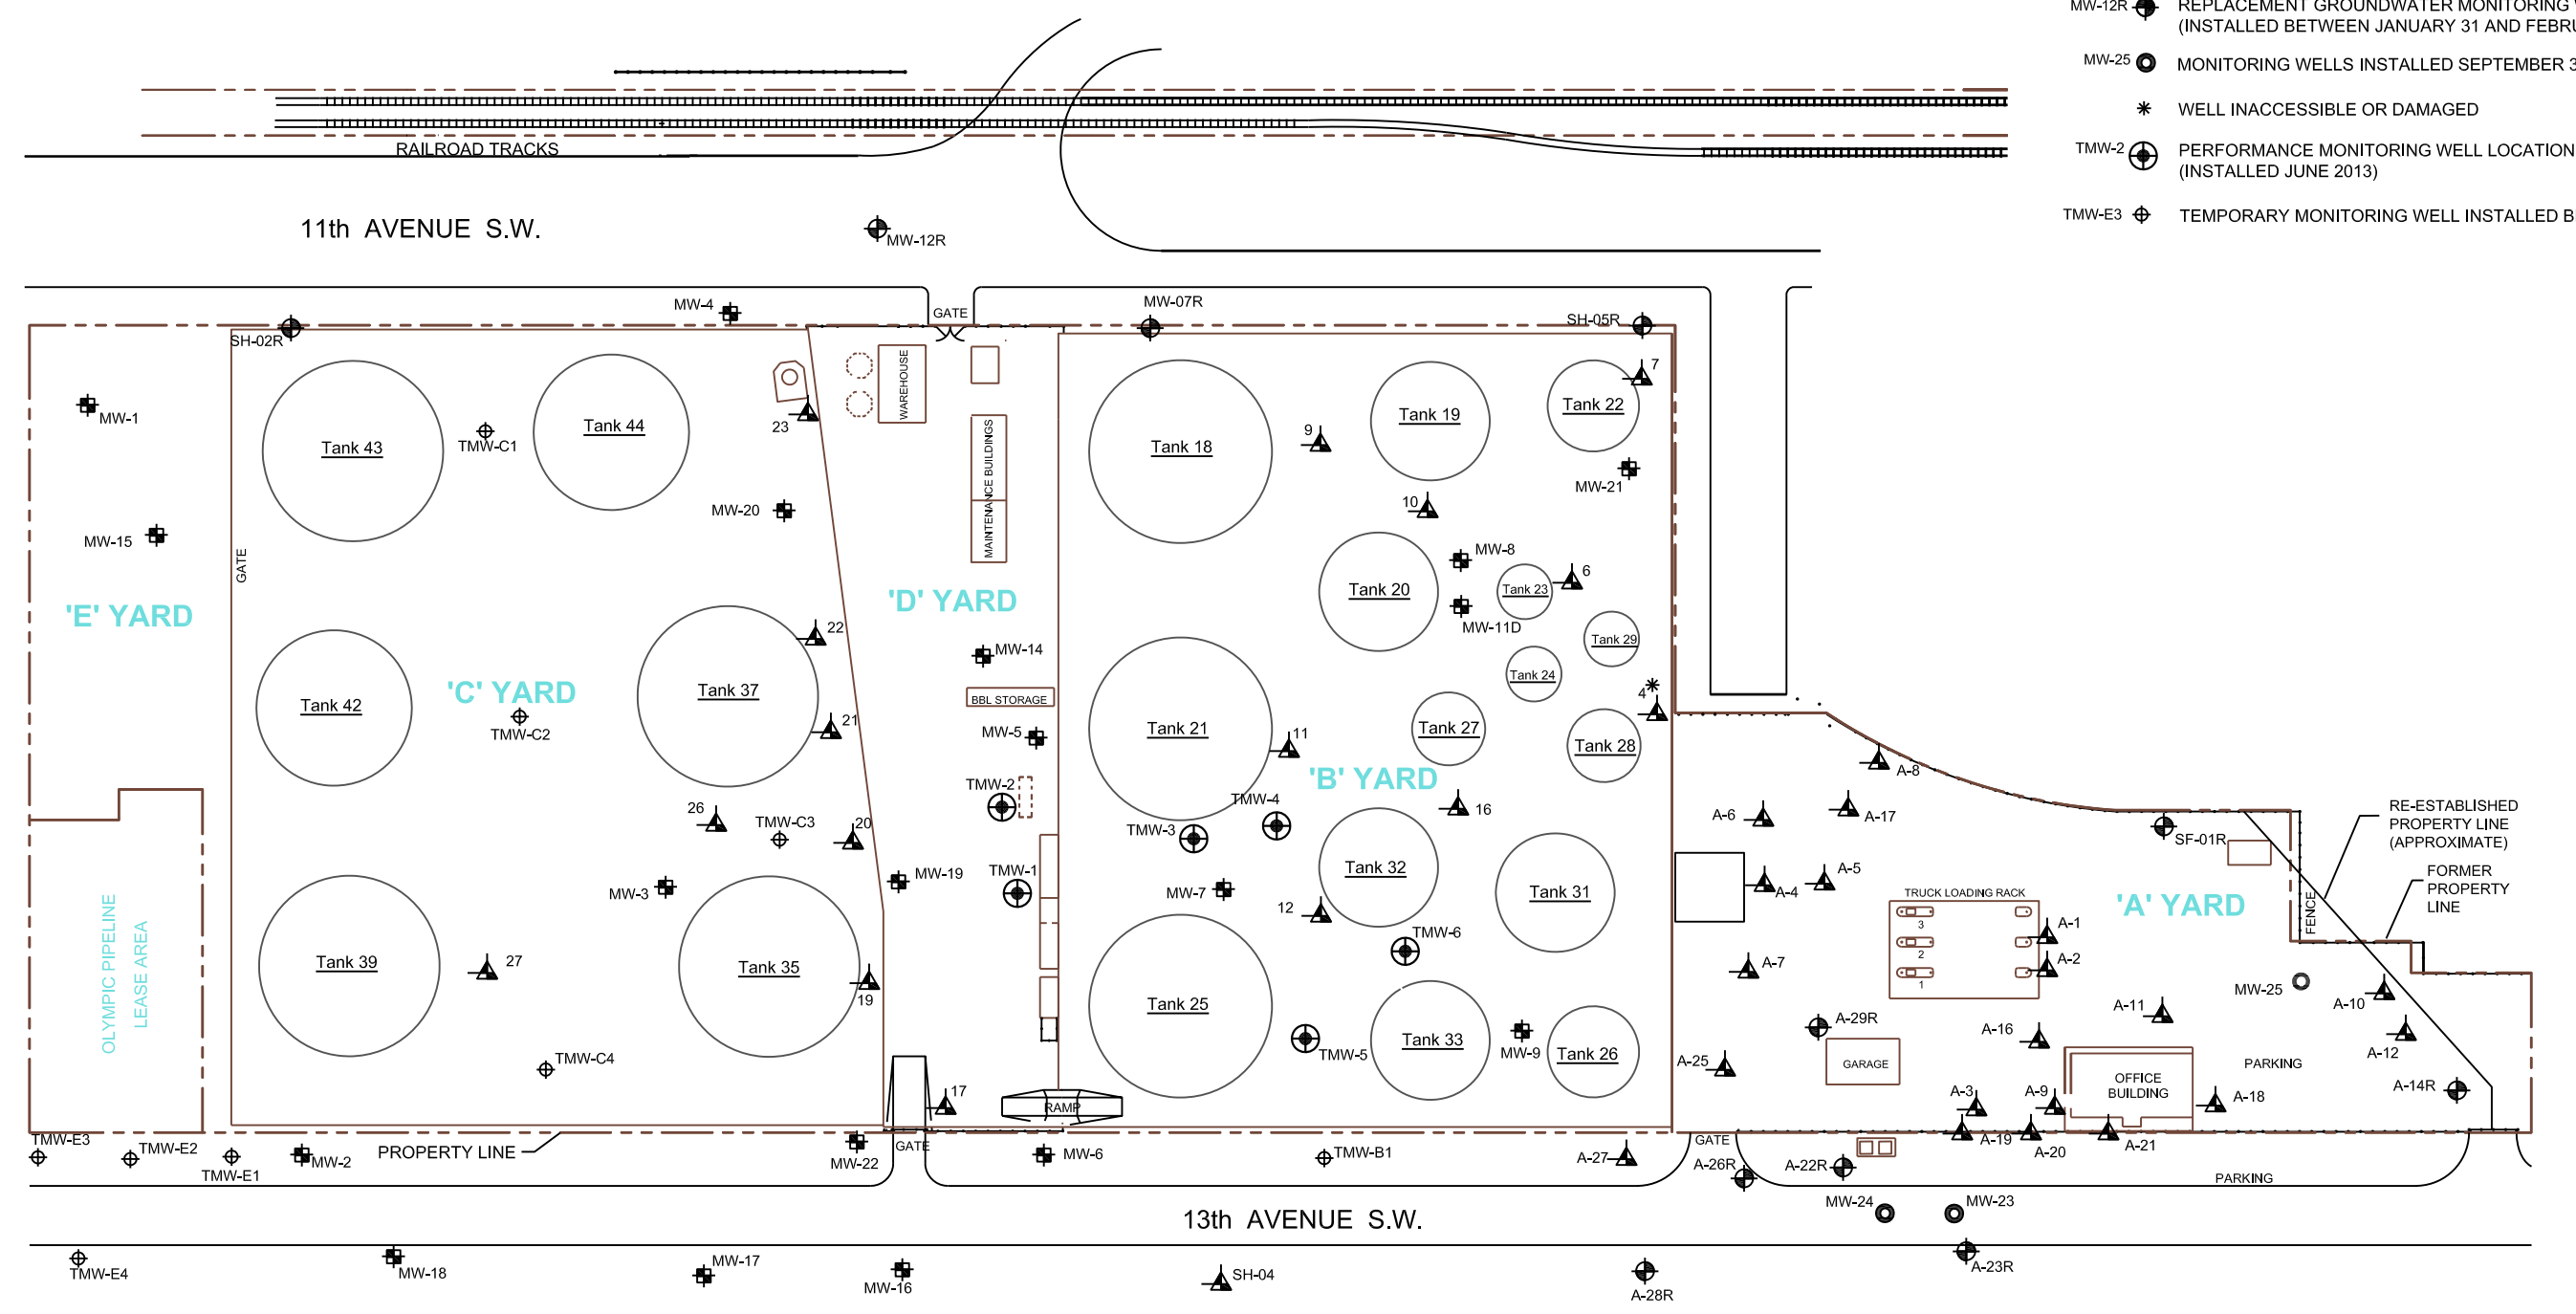 MW-12R
REPLACEMENT GROUNDWATER MONITORING
(INSTALLED BETWEEN JANUARY 31 AND
MW-25
MONITORING WELLS INSTALLED SEPTEMBER 3
WELL INACCESSIBLE OR DAMAGED
TMW-2
PERFORMANCE MONITORING WELL LOCATION
(INSTALLED JUNE 2013)
TMW-E3
TEMPORARY MONITORING WELL INSTALLED B
RAILROAD TRACKS
11th AVENUE S.W.
MW-12R
MW-4
GATE
MW-07R
SH-05R
SH-02R
7
WAREHOUSE
MW-1
Tank 43
TMW-C1
Tank 44
23
Tank 18
9
Tank 19
Tank 22
MAINTENANCE BUILDINGS
MW-21
MW-20
10
MW-15
GATE
MW-8
6
Tank 20
Tank 23
'E' YARD
'D' YARD
MW-11D
22
Tank 29
MW-14
Tank 24
'C' YARD
Tank 37
4
BBL STORAGE
Tank 42
TMW-C2
21
MW-5
Tank 21
11
Tank 27
Tank 28
'B' YARD
A-8
TMW-2
TMW-4
16
A-6
A-17
RE-ESTABLISHED
PROPERTY LINE
(APPROXIMATE)
26
TMW-C3
20
TMW-3
SF-01R
Tank 32
FORMER
PROPERTY
LINE
MW-3
MW-19
TMW-1
MW-7
Tank 31
A-4
A-5
TRUCK LOADING RACK
'A' YARD
FENCE
12
3
A-1
OLYMPIC PIPELINE
LEASE AREA
TMW-6
2
A-2
Tank 39
27
Tank 35
A-7
1
19
Tank 25
MW-25
A-10
A-11
A-29R
A-16
TMW-5
Tank 33
MW-9
Tank 26
A-12
TMW-C4
A-25
GARAGE
PARKING
OFFICE
BUILDING
A-14R
17
RAMP
A-3
A-9
A-18
TMW-E3
TMW-E2
TMW-E1
MW-2
PROPERTY LINE
MW-22
GATE
MW-6
TMW-B1
A-27
GATE
A-19
A-20
A-21
A-26R
A-22R
PARKING
MW-24
MW-23
13th AVENUE S.W.
TMW-E4
MW-18
MW-17
MW-16
SH-04
A-28R
A-23R